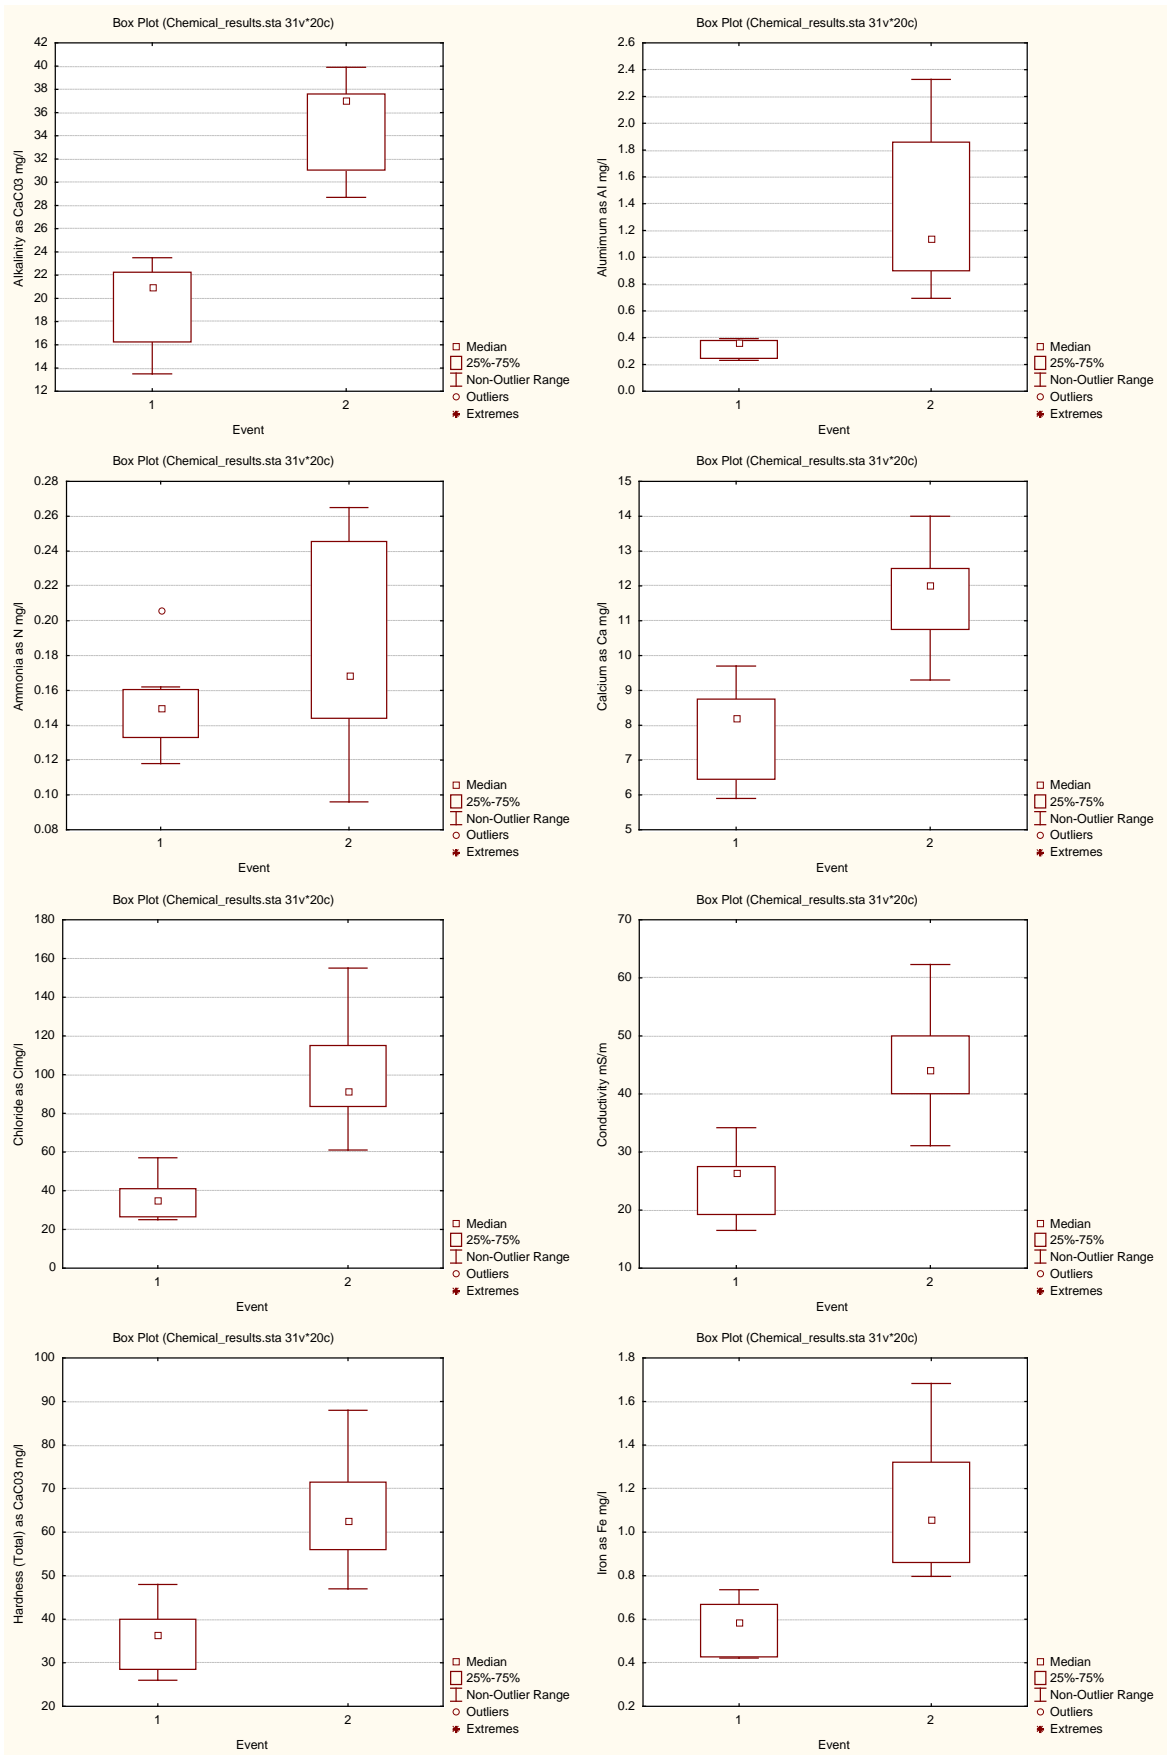 Box Plot (Chemical_results.sta 31v*20c)
Alkalinity as CaC03 mg/l
42
40
38
36
34
32
30
28
26
24
22
20
18
16
14
12
1
2
Event
Median
25%-75%
Non-Outlier Range
Outliers
Extremes
Box Plot (Chemical_results.sta 31v*20c)
Alumimum as Al mg/l
2.6
2.4
2.2
2.0
1.8
1.6
1.4
1.2
1.0
0.8
0.6
0.4
0.2
0.0
1
2
Event
Median
25%-75%
Non-Outlier Range
Outliers
Extremes
Box Plot (Chemical_results.sta 31v*20c)
Ammonia as N mg/l
0.28
0.26
0.24
0.22
0.20
0.18
0.16
0.14
0.12
0.10
0.08
1
2
Event
Median
25%-75%
Non-Outlier Range
Outliers
Extremes
Box Plot (Chemical_results.sta 31v*20c)
Calcium as Ca mg/l
15
14
13
12
11
10
9
8
7
6
5
1
2
Event
Median
25%-75%
Non-Outlier Range
Outliers
Extremes
Box Plot (Chemical_results.sta 31v*20c)
Chloride as Clmg/l
180
160
140
120
100
80
60
40
20
0
1
2
Event
Median
25%-75%
Non-Outlier Range
Outliers
Extremes
Box Plot (Chemical_results.sta 31v*20c)
Conductivity mS/m
70
60
50
40
30
20
10
1
2
Event
Median
25%-75%
Non-Outlier Range
Outliers
Extremes
Box Plot (Chemical_results.sta 31v*20c)
Hardness (Total) as CaC03 mg/l
100
90
80
70
60
50
40
30
20
1
2
Event
Median
25%-75%
Non-Outlier Range
Outliers
Extremes
Box Plot (Chemical_results.sta 31v*20c)
Iron as Fe mg/l
1.8
1.6
1.4
1.2
1.0
0.8
0.6
0.4
0.2
1
2
Event
Median
25%-75%
Non-Outlier Range
Outliers
Extremes